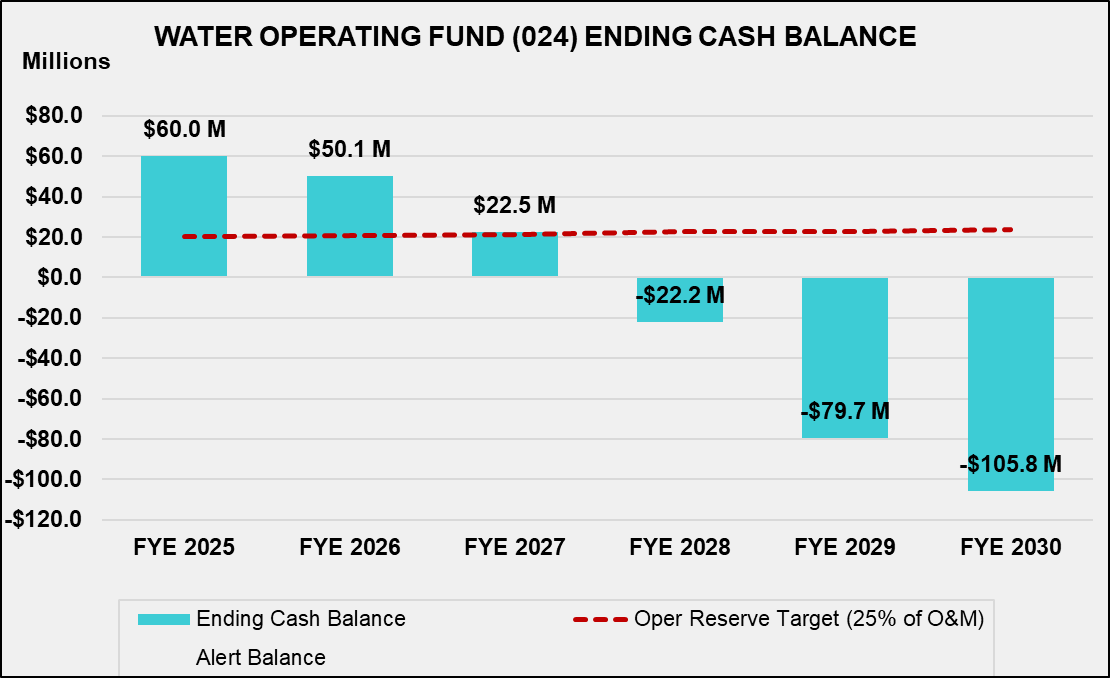 WATER OPERATING FUND (024) ENDING CASH BALANCE
Millions
$80.0
$60.0
$40.0
$20.0
$0.0
-$20.0
-$40.0
-$60.0
-$80.0
-$100.0
-$120.0
$60.0 M
$50.1 M
$22.5 M
-$22.2 M
-$79.7 M
-$105.8 M
FYE 2025 FYE 2026 FYE 2027 FYE 2028 FYE 2029 FYE 2030
Ending Cash Balance Oper Reserve Target (25% of O&M)
Alert Balance